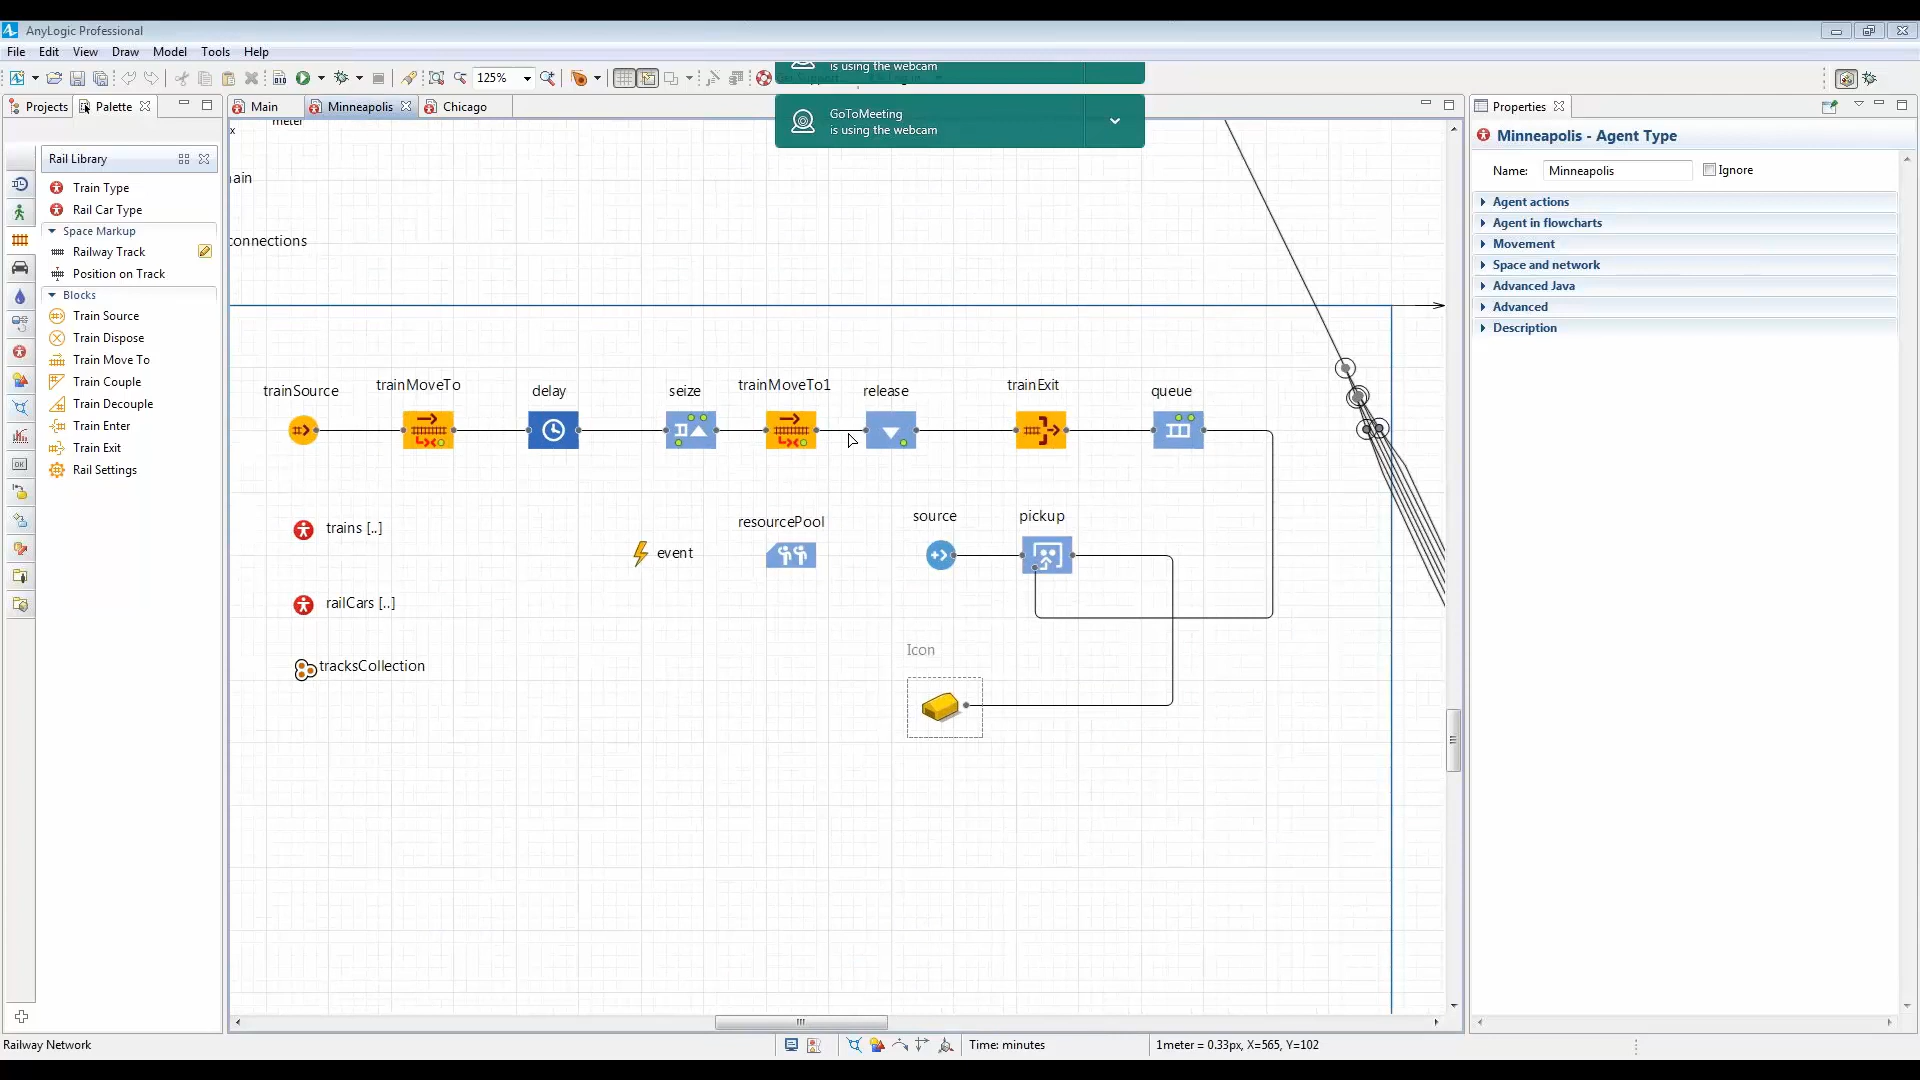 AnyLogic Professional
File Edit View Draw Model Tools Help
125%
is using the webcam
GoToMeeting
is using the webcam
Projects Palette
Main Minneapolis Chicago
Properties
Rail Library
Train Type
Rail Car Type
Space Markup
Railway Track
Position on Track
Blocks
Train Source
Train Dispose
Train Move To
Train Couple
Train Decouple
Train Enter
Train Exit
Rail Settings
meter
x
ain
connections
trainSource trainMoveTo delay seize trainMoveTo1 release trainExit queue
trains [..]
event
resourcePool
source pickup
railCars [..]
tracksCollection
Icon
Minneapolis - Agent Type
Name: Minneapolis Ignore
Agent actions
Agent in flowcharts
Movement
Space and network
Advanced Java
Advanced
Description
Railway Network
Time: minutes
1meter = 0.33px, X=565, Y=102